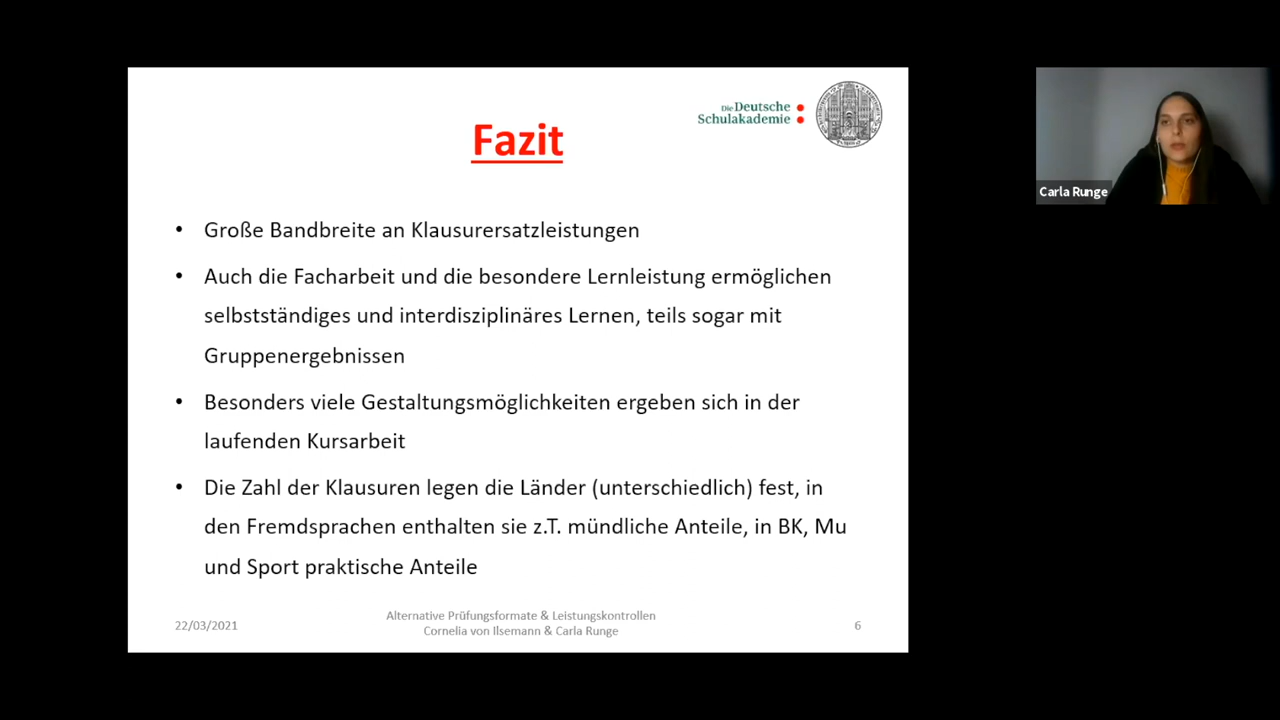 Die Deutsche
Schulakademie
Fazit
Carla Runge
• Große Bandbreite an Klausurersatzleistungen
• Auch die Facharbeit und die besondere Lernleistung ermöglichen
selbstständiges und interdisziplinäres Lernen, teils sogar mit
Gruppenergebnissen
• Besonders viele Gestaltungsmöglichkeiten ergeben sich in der
laufenden Kursarbeit
• Die Zahl der Klausuren legen die Länder (unterschiedlich) fest, in
den Fremdsprachen enthalten sie z.T. mündliche Anteile, in BK, Mu
und Sport praktische Anteile
22/03/2021
Alternative Prüfungsformate & Leistungskontrollen
Cornelia von Ilsemann & Carla Runge
6